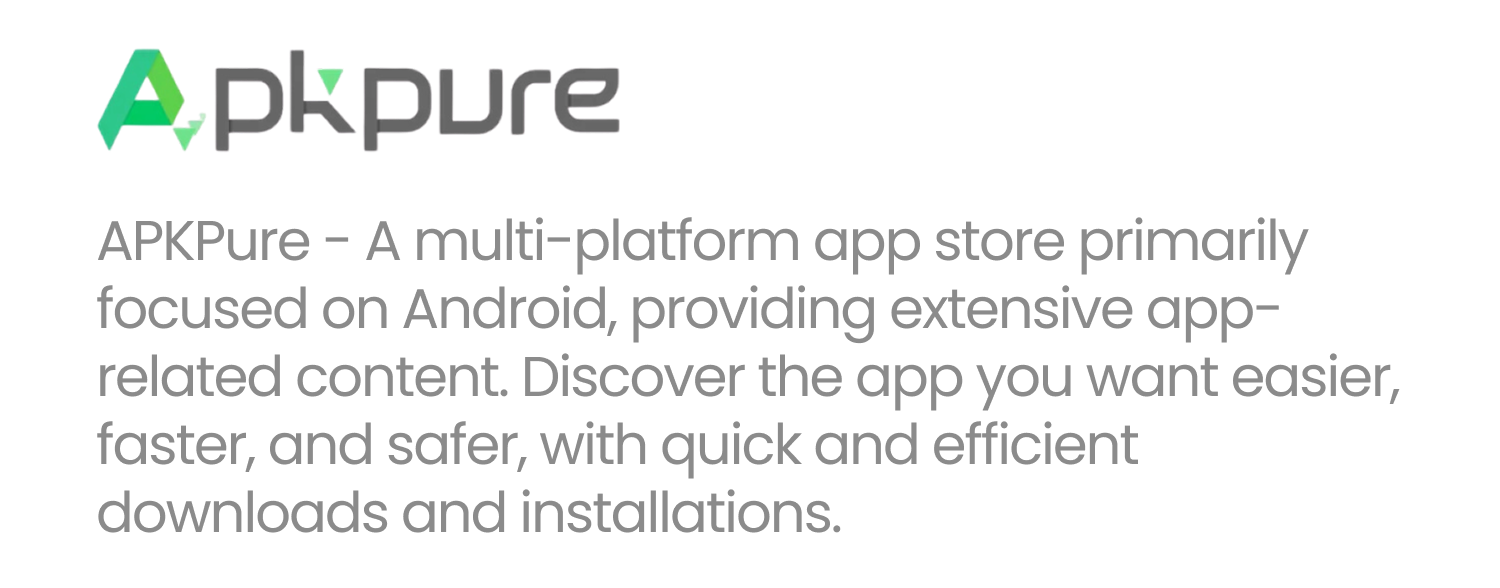 Apkpure
APKPure - A multi-platform app store primarily
focused on Android, providing extensive app-
related content. Discover the app you want easier,
faster, and safer, with quick and efficient
downloads and installations.